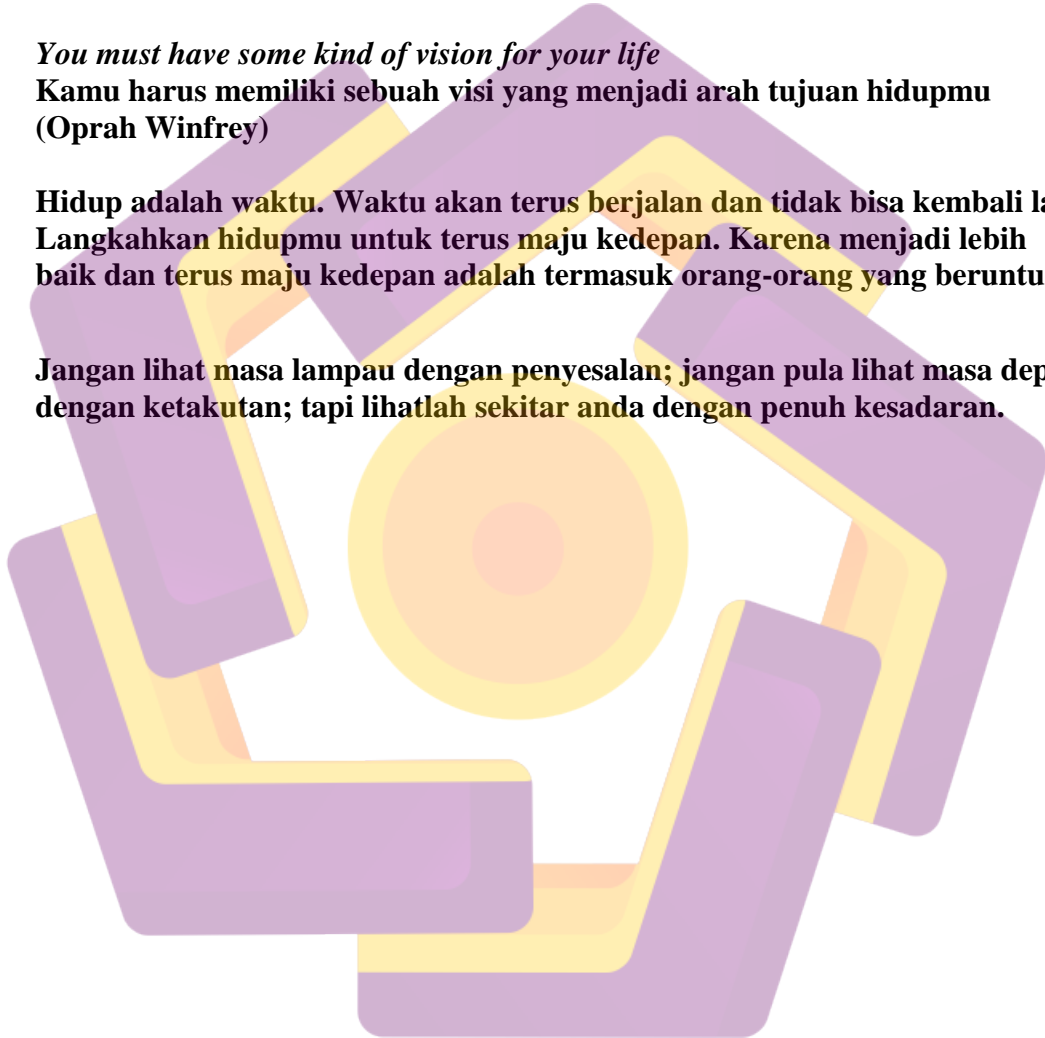 You must have some kind of vision for your life
Kamu harus memiliki sebuah visi yang menjadi arah tujuan hidupmu
(Oprah Winfrey)
Hidup adalah waktu. Waktu akan terus berjalan dan tidak bisa kembali la
Langkahkan hidupmu untuk terus maju kedepan. Karena menjadi lebih
baik dan terus maju kedepan adalah termasuk orang-orang yang beruntu
Jangan lihat masa lampau dengan penyesalan; jangan pula lihat masa dep
dengan ketakutan; tapi lihatlah sekitar anda dengan penuh kesadaran.